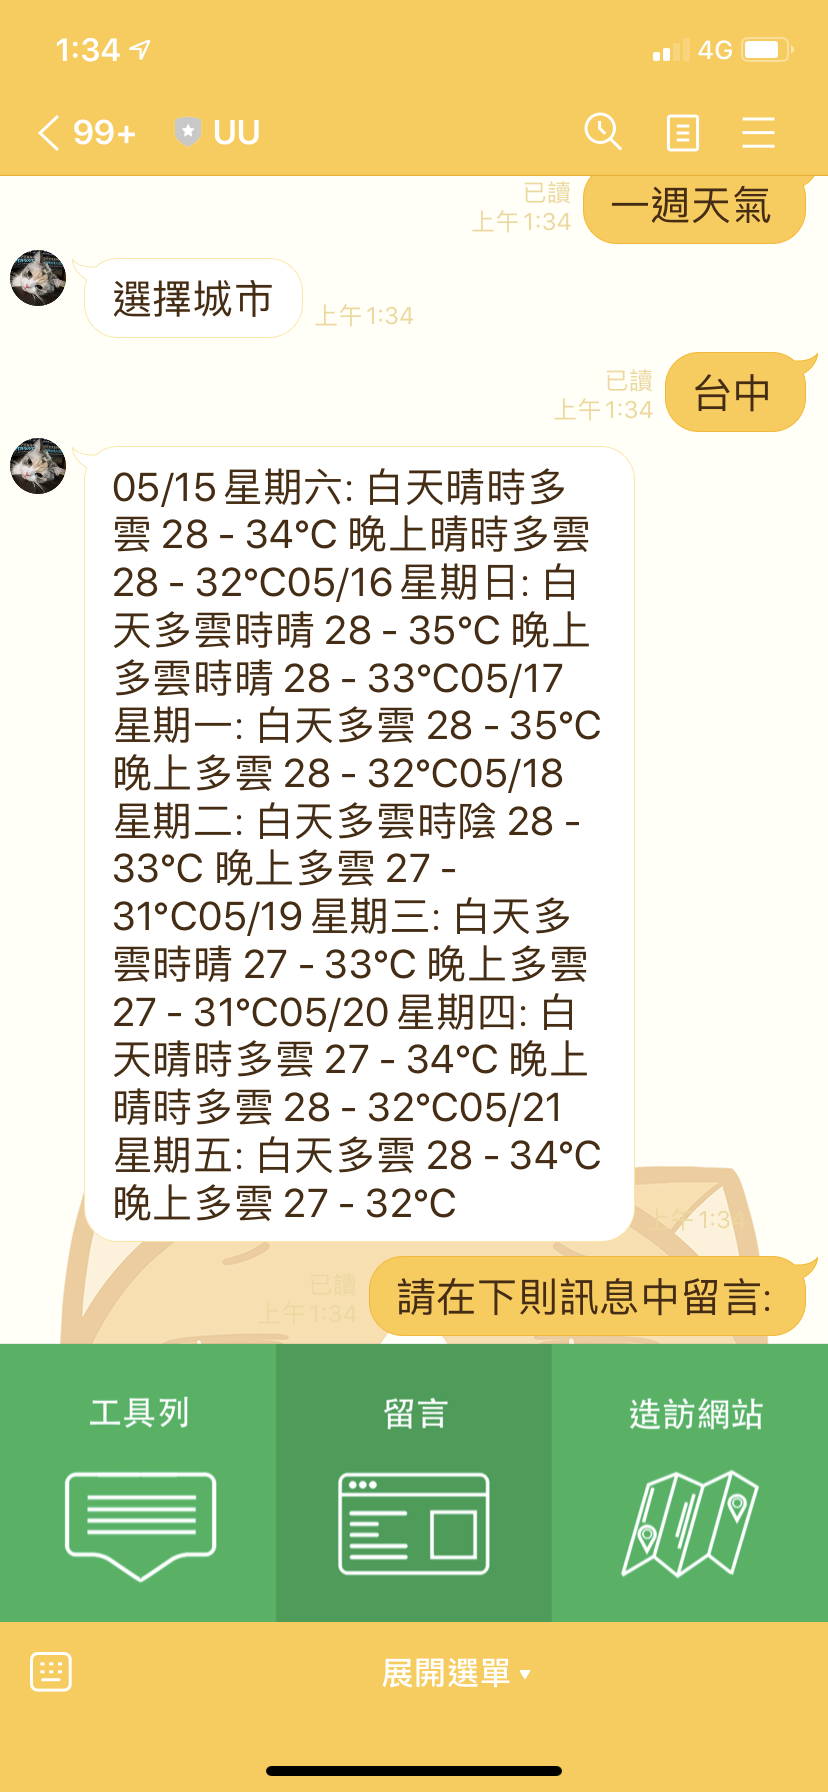 1:34
4G
99+
UU
已讀
上午1:34
一週天氣
選擇城市
上午1:34
已讀
上午1:34
台中
05/15星期六: 白天晴時多
雲 28 - 34°C 晚上晴時多雲
28 - 32°C05/16星期日: 白
天多雲時晴 28 - 35°C 晚上
多雲時晴 28 - 33°C05/17
星期一: 白天多雲 28 - 35°C
晚上多雲 28 - 32°C05/18
星期二: 白天多雲時陰 28 -
33°C 晚上多雲 27 -
31°C05/19星期三: 白天多
雲時晴 27 - 33°C 晚上多雲
27 - 31°C05/20星期四: 白
天晴時多雲 27 - 34°C 晚上
晴時多雲 28 - 32°C05/21
星期五: 白天多雲 28 - 34°C
晚上多雲 27 - 32°C
上午1:34
已讀
上午1:34
請在下則訊息中留言:
工具列
留言
造訪網站
展開選單▾